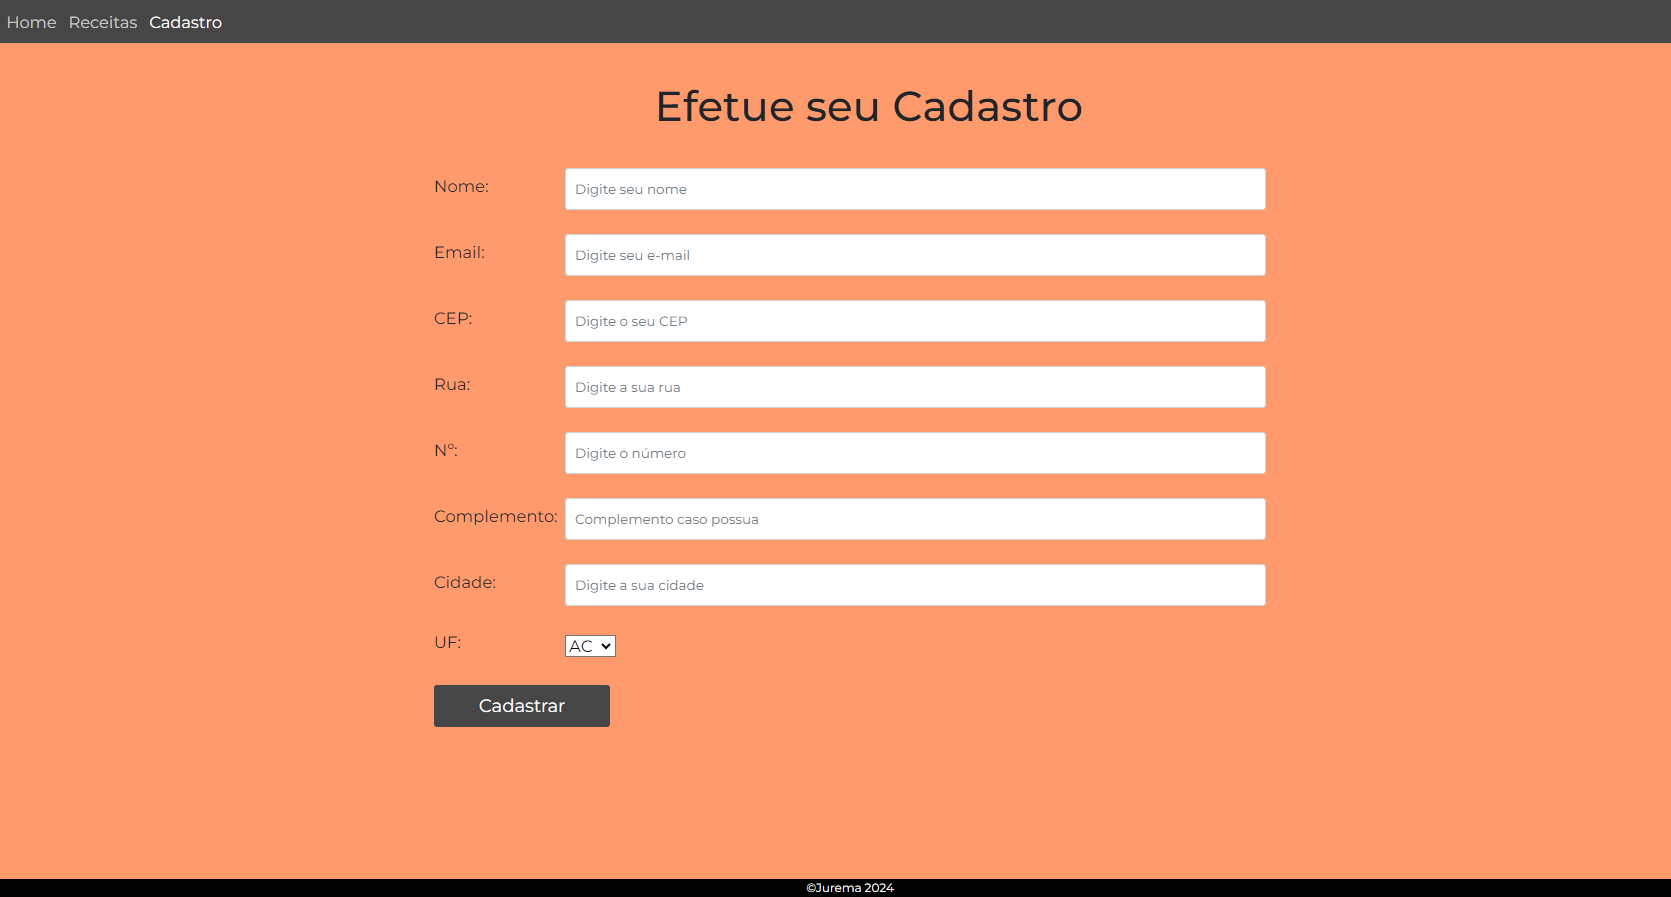 Home Receitas Cadastro
Efetue seu Cadastro
Nome: Digite seu nome
Email: Digite seu e-mail
CEP: Digite o seu CEP
Rua: Digite a sua rua
N°: Digite o número
Complemento: Complemento caso possua
Cidade: Digite a sua cidade
UF: AC
Cadastrar
©Jurema 2024